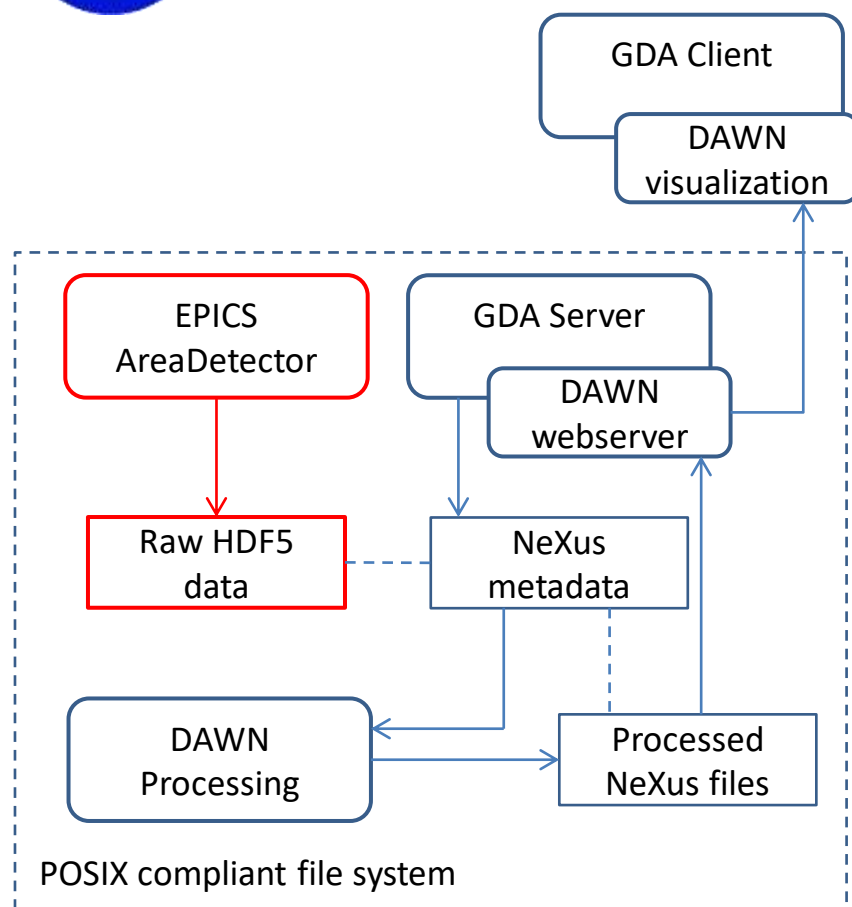 GDA Client
DAWN
visualization
EPICS
AreaDetector
GDA Server
DAWN
webserver
Raw HDF5
data
NeXus
metadata
DAWN
Processing
Processed
NeXus files
POSIX compliant file system